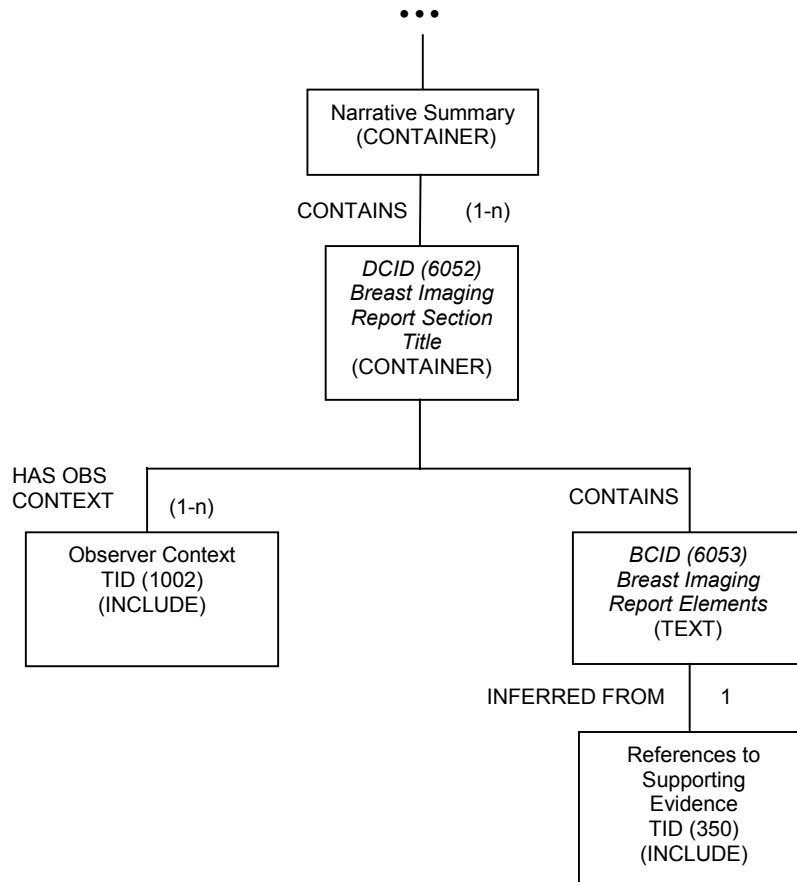 •••
Narrative Summary
(CONTAINER)
CONTAINS (1-n)
DCID (6052)
Breast Imaging
Report Section
Title
(CONTAINER)
HAS OBS
CONTEXT
(1-n)
Observer Context
TID (1002)
(INCLUDE)
CONTAINS
BCID (6053)
Breast Imaging
Report Elements
(TEXT)
INFERRED FROM 1
References to
Supporting
Evidence
TID (350)
(INCLUDE)